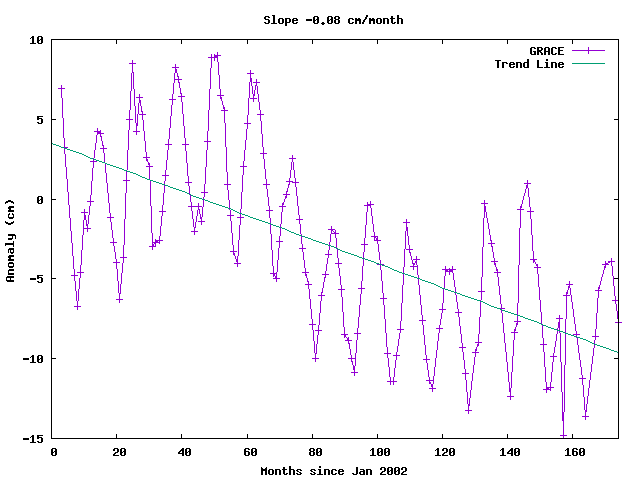 Slope -0.08 cm/month
GRACE
Trend Line
10
5
0
-5
-10
-15
Anomaly (cm)
0 20 40 60 80 100 120 140 160
Months since Jan 2002